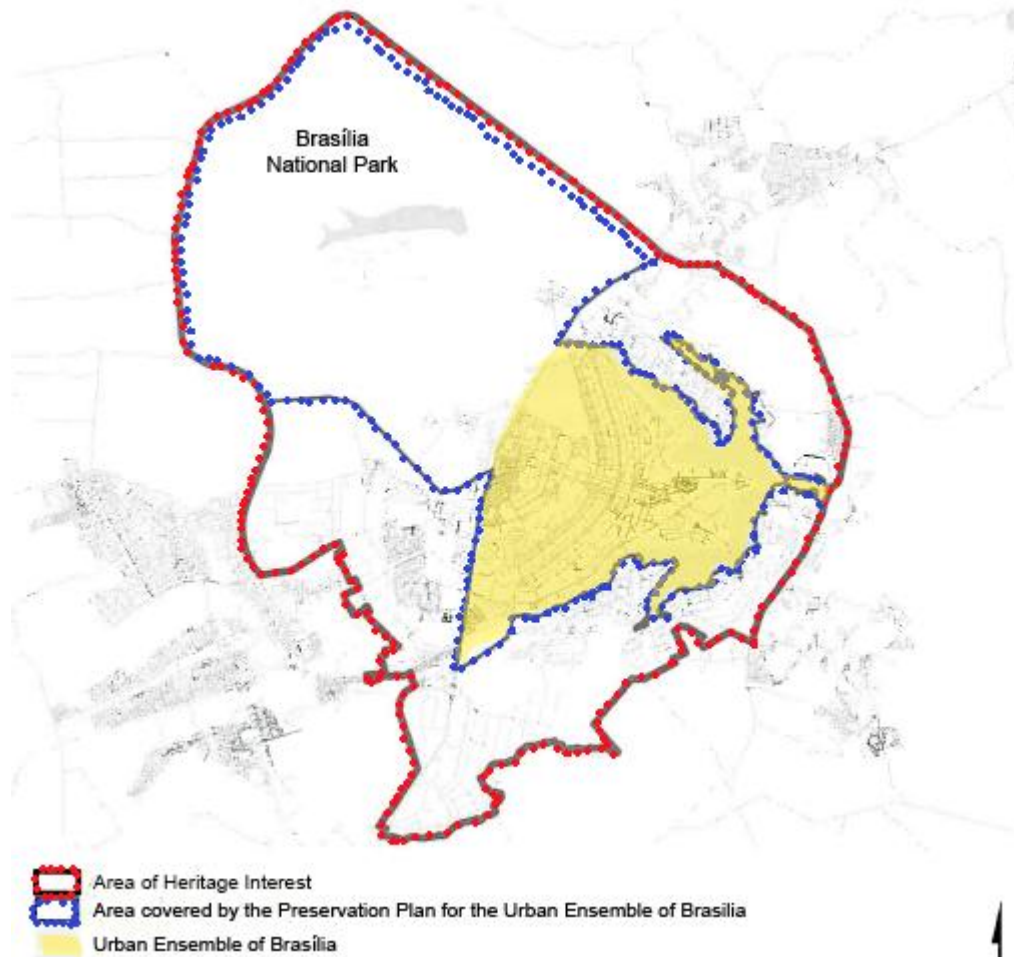 Brasília
National Park
Area of Heritage Interest
Area covered by the Preservation Plan for the Urban Ensemble of Brasilia
Urban Ensemble of Brasília